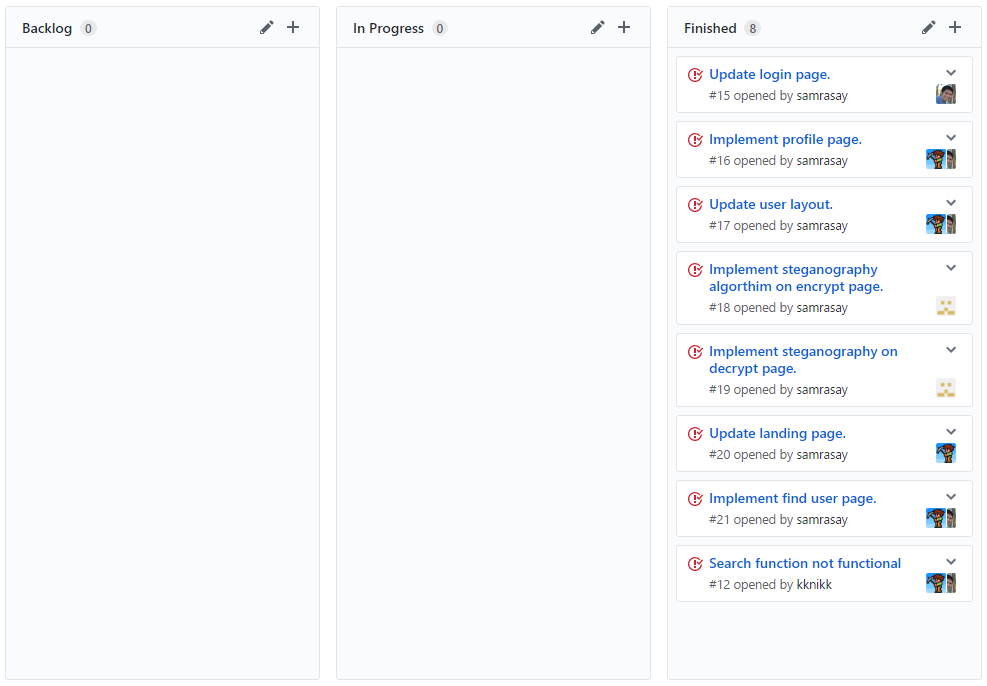 Backlog 0
In Progress 0
Finished 8
Update login page.
#15 opened by samrasay
Implement profile page.
#16 opened by samrasay
Update user layout.
#17 opened by samrasay
Implement steganography
algorthim on encrypt page.
#18 opened by samrasay
Implement steganography on
decrypt page.
#19 opened by samrasay
Update landing page.
#20 opened by samrasay
Implement find user page.
#21 opened by samrasay
Search function not functional
#12 opened by kknikk